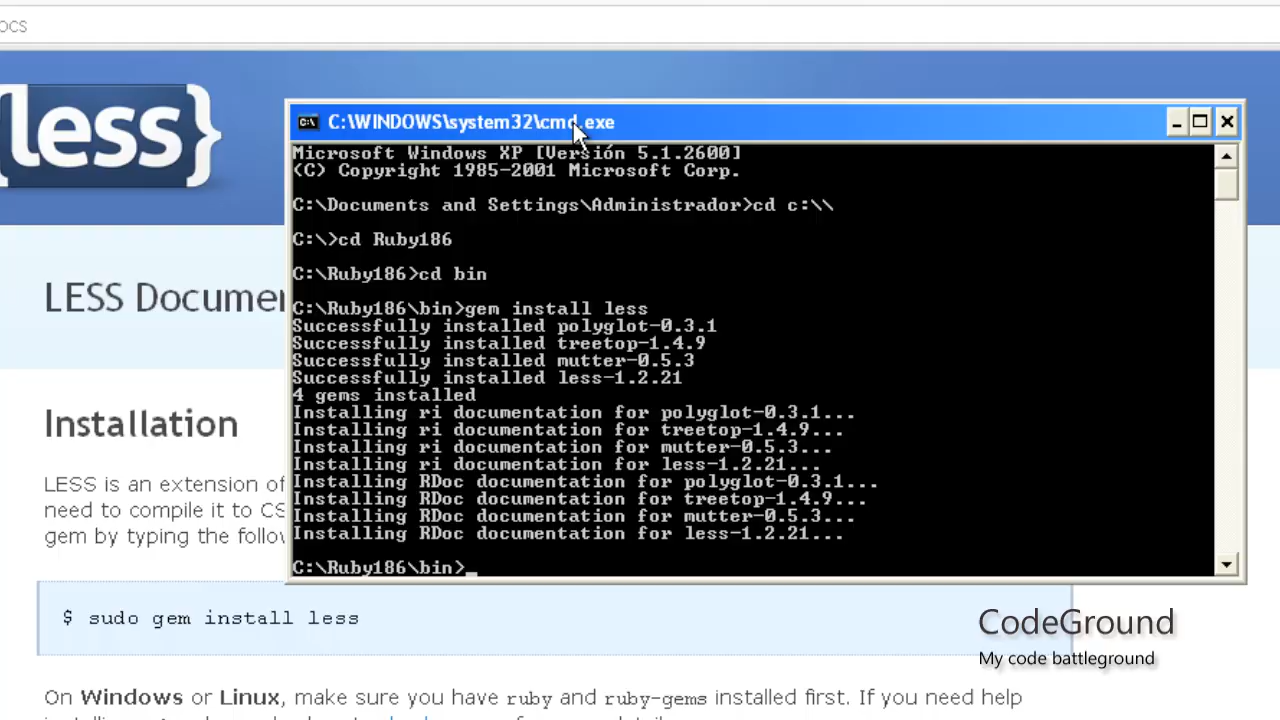 ocs
{less}
C:\WINDOWS\system32\cmd.exe
Microsoft Windows XP [Versión 5.1.2600]
(C) Copyright 1985-2001 Microsoft Corp.
C:\Documents and Settings\Administrador>cd c:\\
C:\>cd Ruby186
C:\Ruby186>cd bin
C:\Ruby186\bin>gem install less
Successfully installed polyglot-0.3.1
Successfully installed treetop-1.4.9
Successfully installed mutter-0.5.3
Successfully installed less-1.2.21
4 gems installed
Installing ri documentation for polyglot-0.3.1...
Installing ri documentation for treetop-1.4.9...
Installing ri documentation for mutter-0.5.3...
Installing ri documentation for less-1.2.21...
Installing RDoc documentation for polyglot-0.3.1...
Installing RDoc documentation for treetop-1.4.9...
Installing RDoc documentation for mutter-0.5.3...
Installing RDoc documentation for less-1.2.21...
C:\Ruby186\bin>_
LESS Documen
Installation
LESS is an extension of
need to compile it to CS
gem by typing the follow
$ sudo gem install less
CodeGround
My code battleground
On Windows or Linux, make sure you have ruby and ruby-gems installed first. If you need help